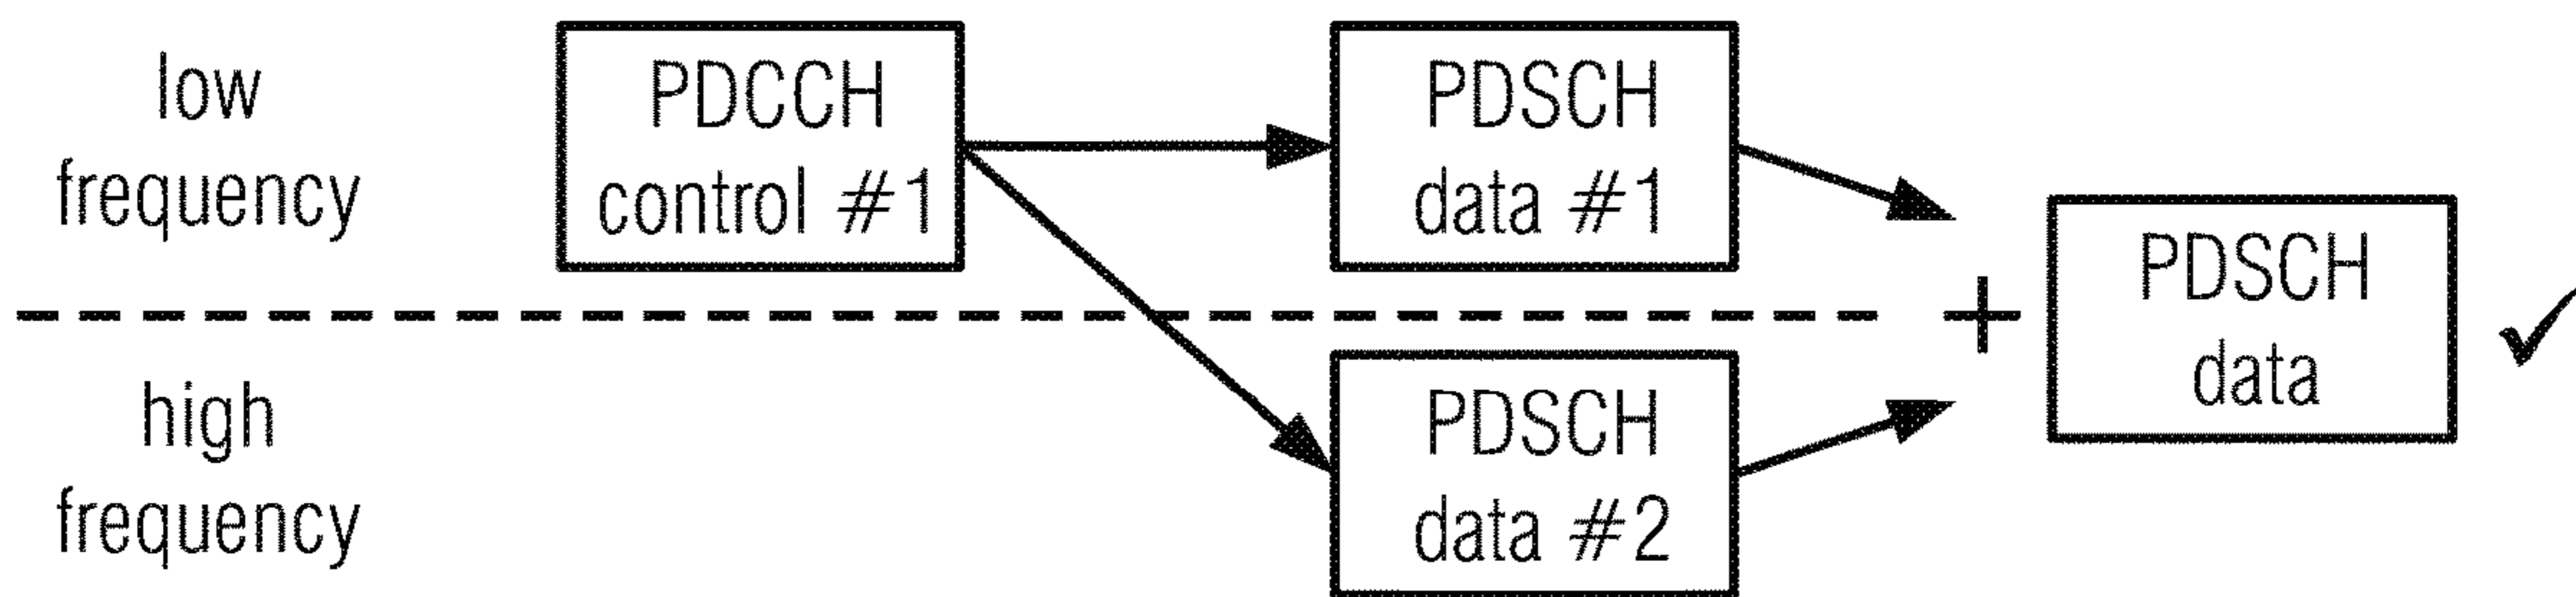 low
frequency
PDCCH
control #1
PDSCH
data #1
high
frequency
PDSCH
data #2
+
PDSCH
data
✓